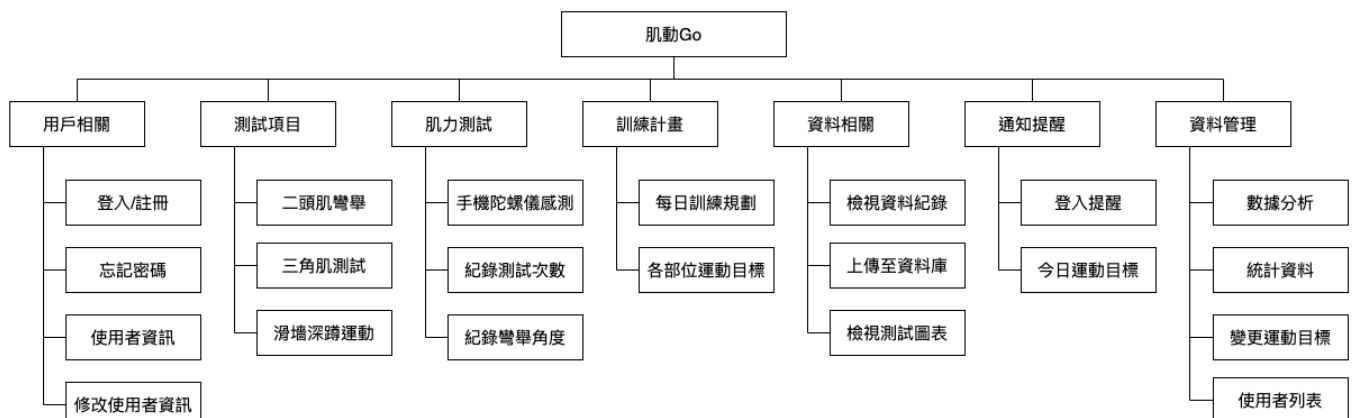 肌動Go
用戶相關
測試項目
肌力測試
訓練計畫
資料相關
通知提醒
資料管理
登入/註冊
忘記密碼
使用者資訊
修改使用者資訊
二頭肌彎舉
三角肌測試
滑墻深蹲運動
手機陀螺儀感測
紀錄測試次數
紀錄彎舉角度
每日訓練規劃
各部位運動目標
檢視資料紀錄
上傳至資料庫
檢視測試圖表
登入提醒
今日運動目標
數據分析
統計資料
變更運動目標
使用者列表